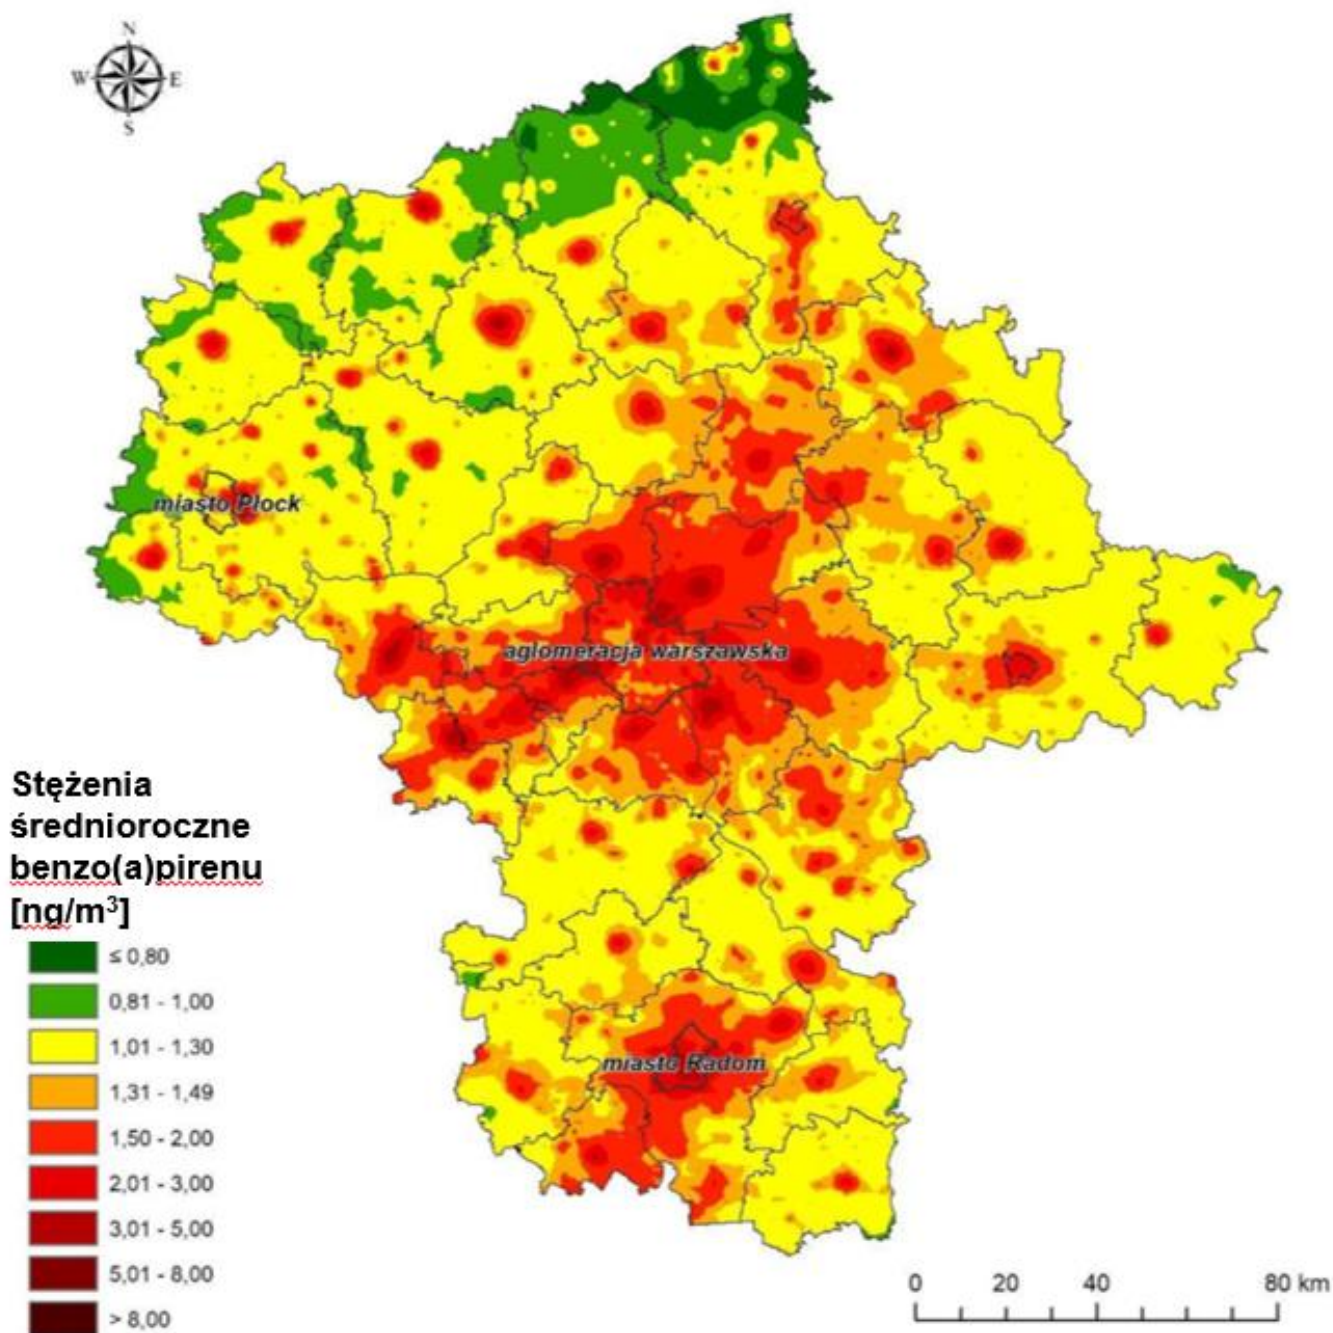 N
W E
S
miasto Płock
aglomeracja warszawska
Stężenia
średnioroczne
benzo(a)pirenu
[ng/m³]
≤ 0,80
0,81 - 1,00
1,01 - 1,30
1,31 - 1,49
1,50 - 2,00
2,01 - 3,00
3,01 - 5,00
5,01 - 8,00
> 8,00
miasto Radom
0 20 40 80 km